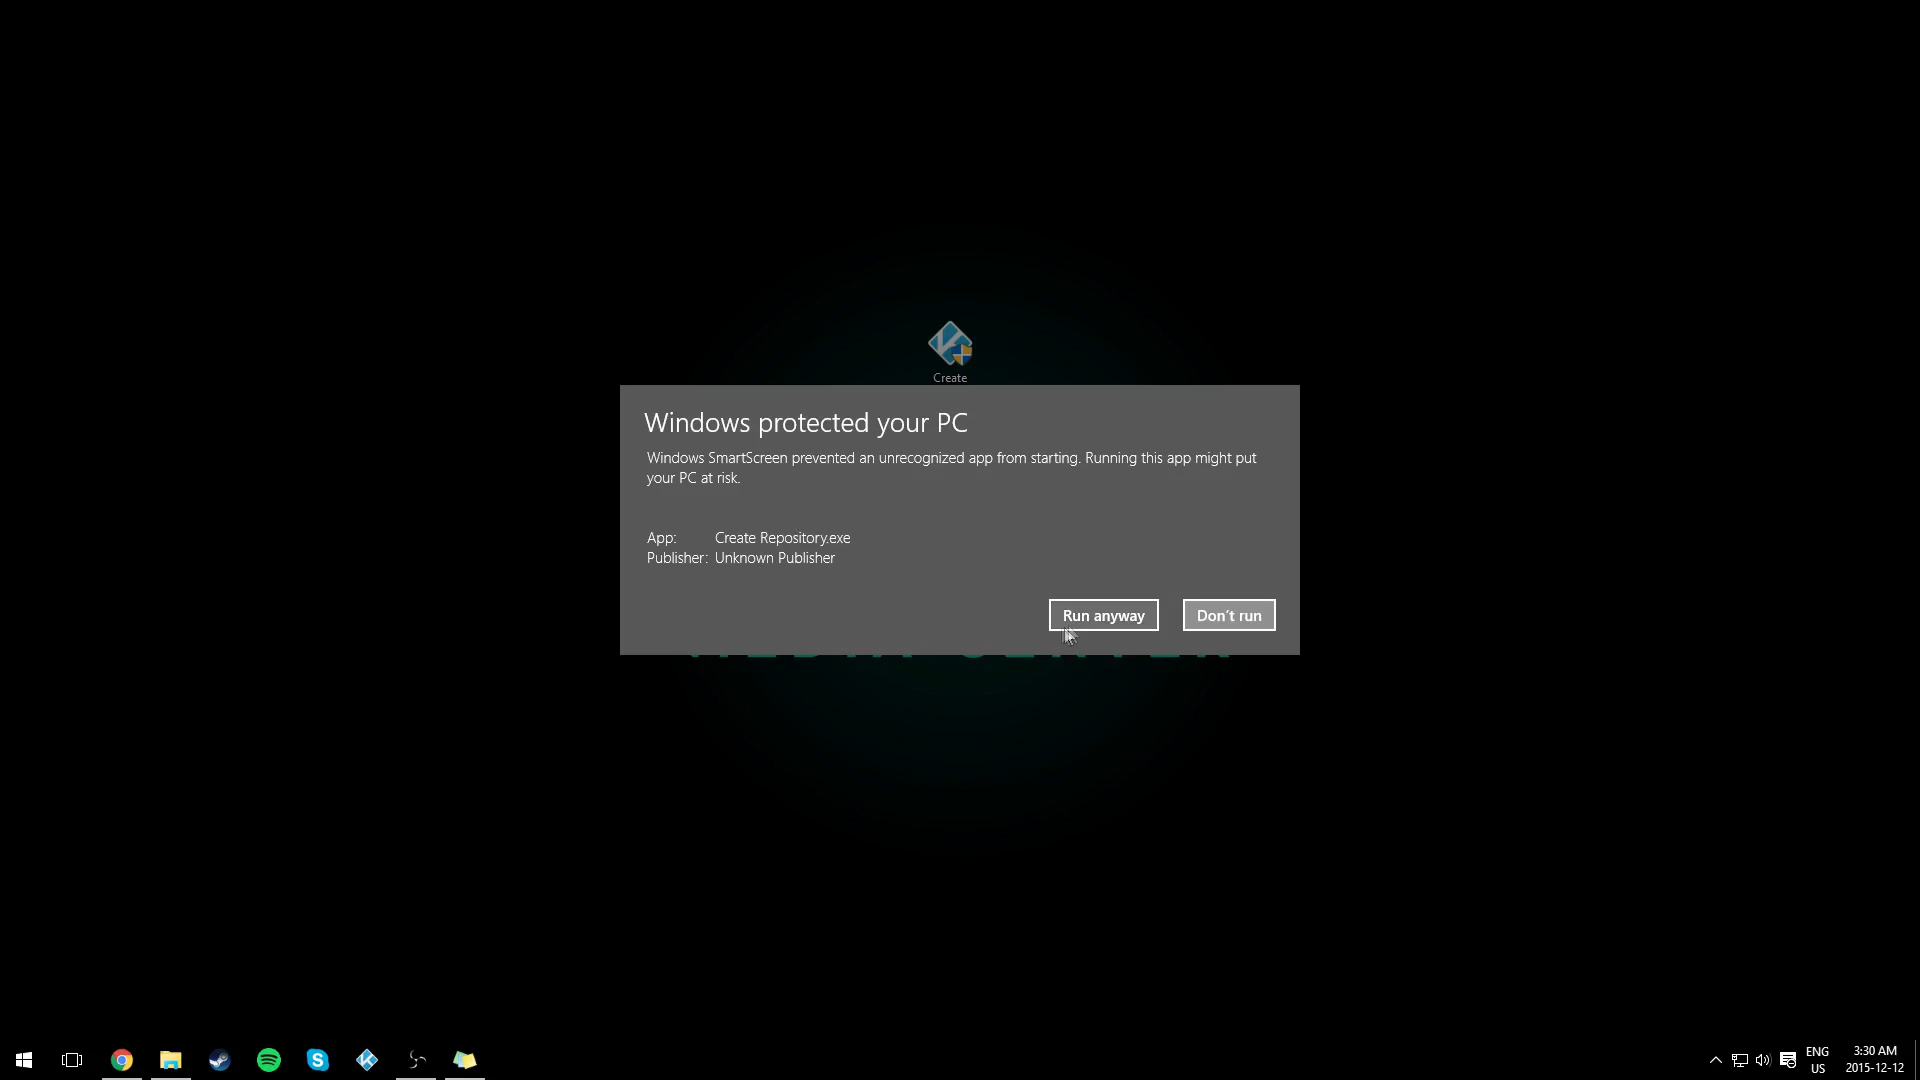 Create
Windows protected your PC
Windows SmartScreen prevented an unrecognized app from starting. Running this app might put
your PC at risk.
App: Create Repository.exe
Publisher: Unknown Publisher
Run anyway
Don't run
ENG
US
3:30 AM
2015-12-12